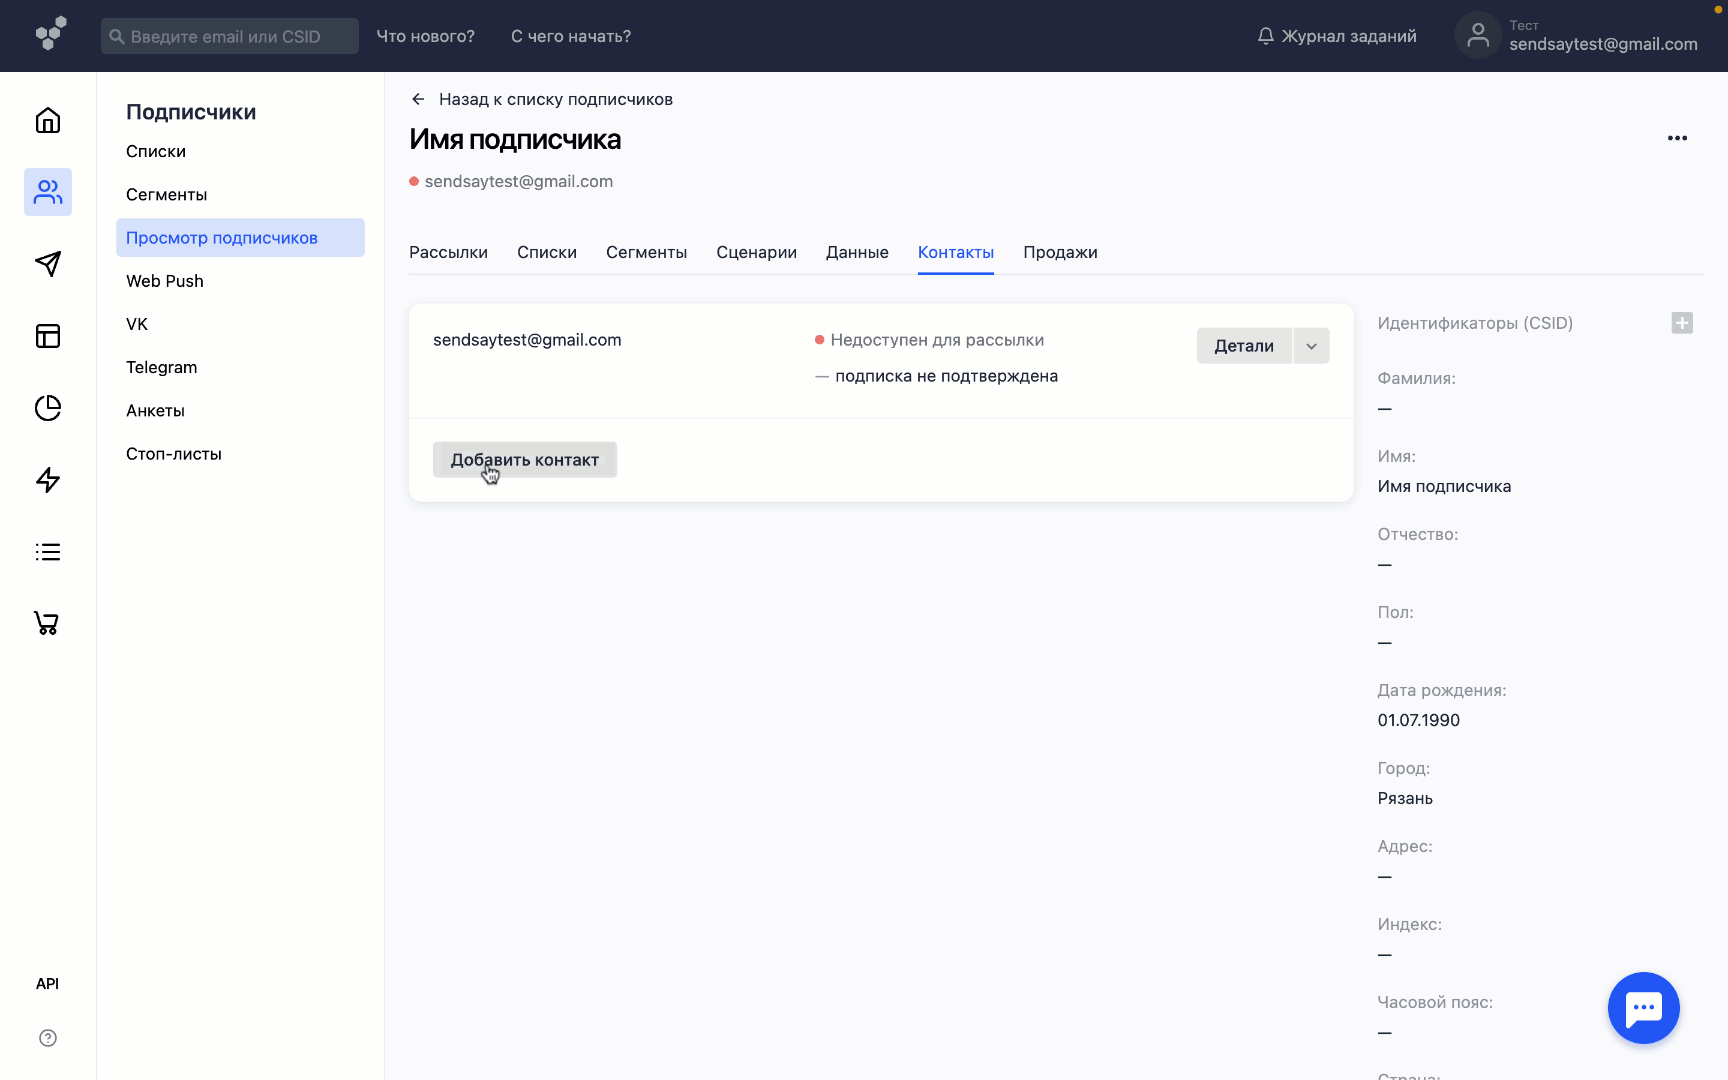 Введите email или CSID
Что нового?
С чего начать?
Журнал заданий
Тест
sendsaytest@gmail.com
Подписчики
Списки
Сегменты
Просмотр подписчиков
Web Push
VK
Telegram
Анкеты
Стоп-листы
API
Назад к списку подписчиков
Имя подписчика
sendsaytest@gmail.com
Рассылки
Списки
Сегменты
Сценарии
Данные
Контакты
Продажи
sendsaytest@gmail.com
Недоступен для рассылки
— подписка не подтверждена
Детали
Добавить контакт
Идентификаторы (CSID)
Фамилия:
—
Имя:
Имя подписчика
Отчество:
—
Пол:
—
Дата рождения:
01.07.1990
Город:
Рязань
Адрес:
—
Индекс:
—
Часовой пояс:
—
Страна: